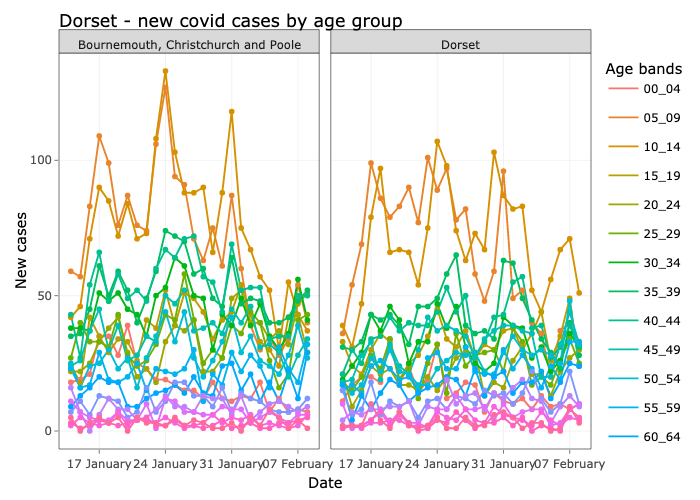 Dorset - new covid cases by age group
Bournemouth, Christchurch and Poole
Dorset
Age bands
00_04
05_09
10_14
15_19
20_24
25_29
30_34
35_39
40_44
45_49
50_54
55_59
60_64
New cases
100
50
0
17 January 24 January 31 January 07 February
17 January 24 January 31 January 07 February
Date